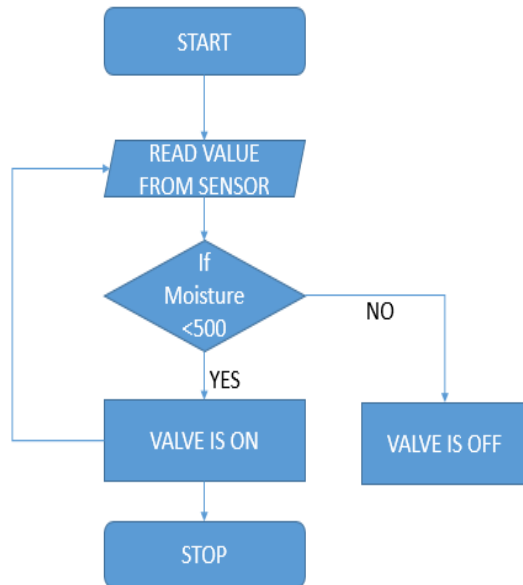 START
READ VALUE
FROM SENSOR
If
Moisture
<500
NO
YES
VALVE IS ON
VALVE IS OFF
STOP